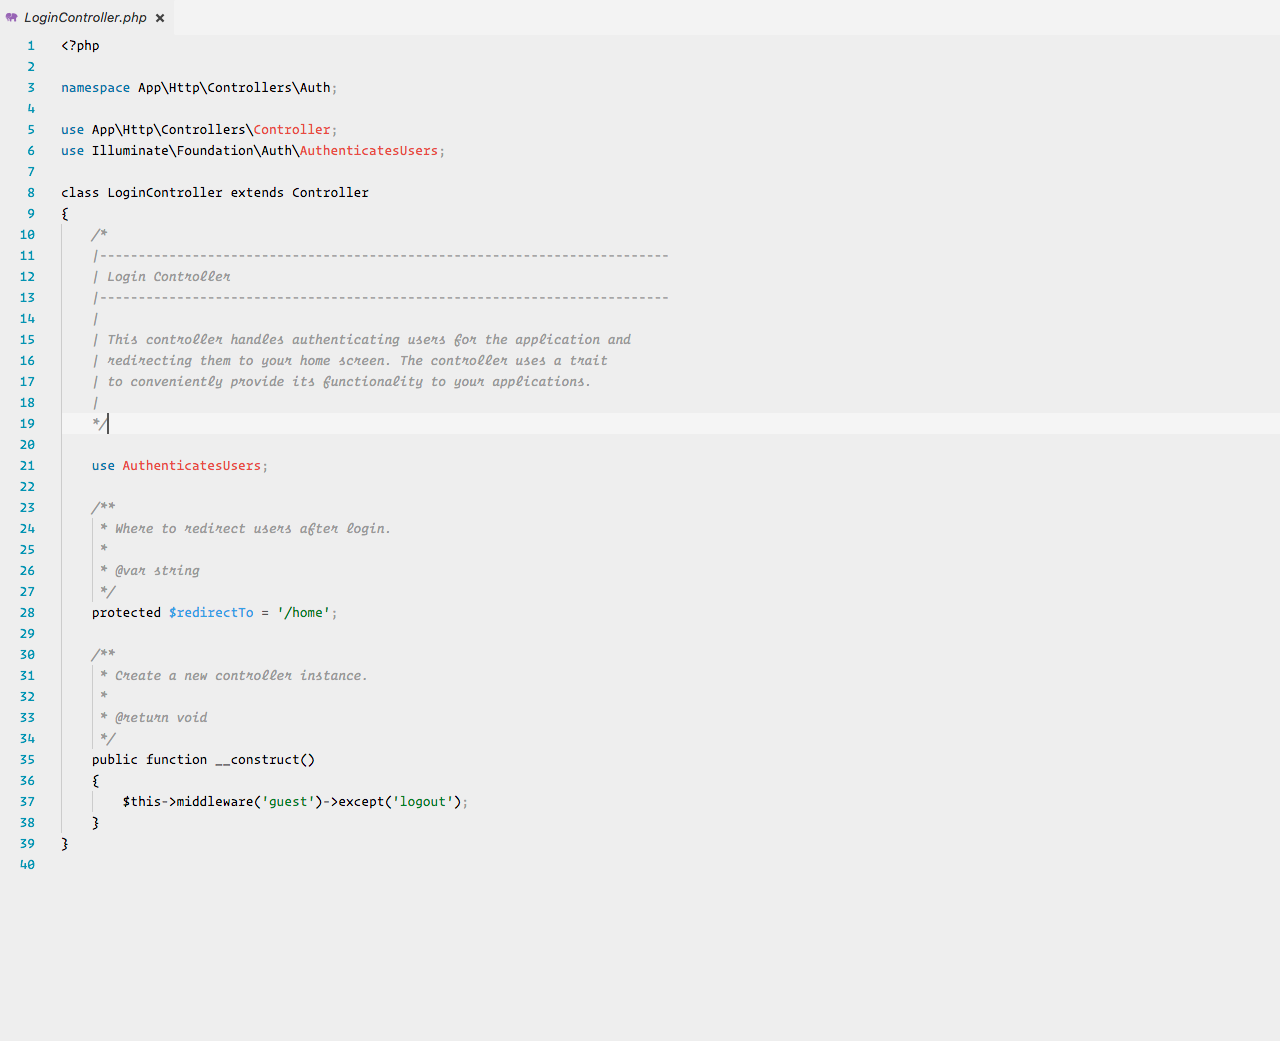 LoginController.php ×
1 <?php
2
3 namespace App\Http\Controllers\Auth;
4
5 use App\Http\Controllers\Controller;
6 use Illuminate\Foundation\Auth\AuthenticatesUsers;
7
8 class LoginController extends Controller
9 {
10     /*
11     |--------------------------------------------------------------------------
12     | Login Controller
13     |--------------------------------------------------------------------------
14     |
15     | This controller handles authenticating users for the application and
16     | redirecting them to your home screen. The controller uses a trait
17     | to conveniently provide its functionality to your applications.
18     |
19     */
20
21     use AuthenticatesUsers;
22
23     /**
24      * Where to redirect users after login.
25      *
26      * @var string
27      */
28     protected $redirectTo = '/home';
29
30     /**
31      * Create a new controller instance.
32      *
33      * @return void
34      */
35     public function __construct()
36     {
37         $this->middleware('guest')->except('logout');
38     }
39 }
40